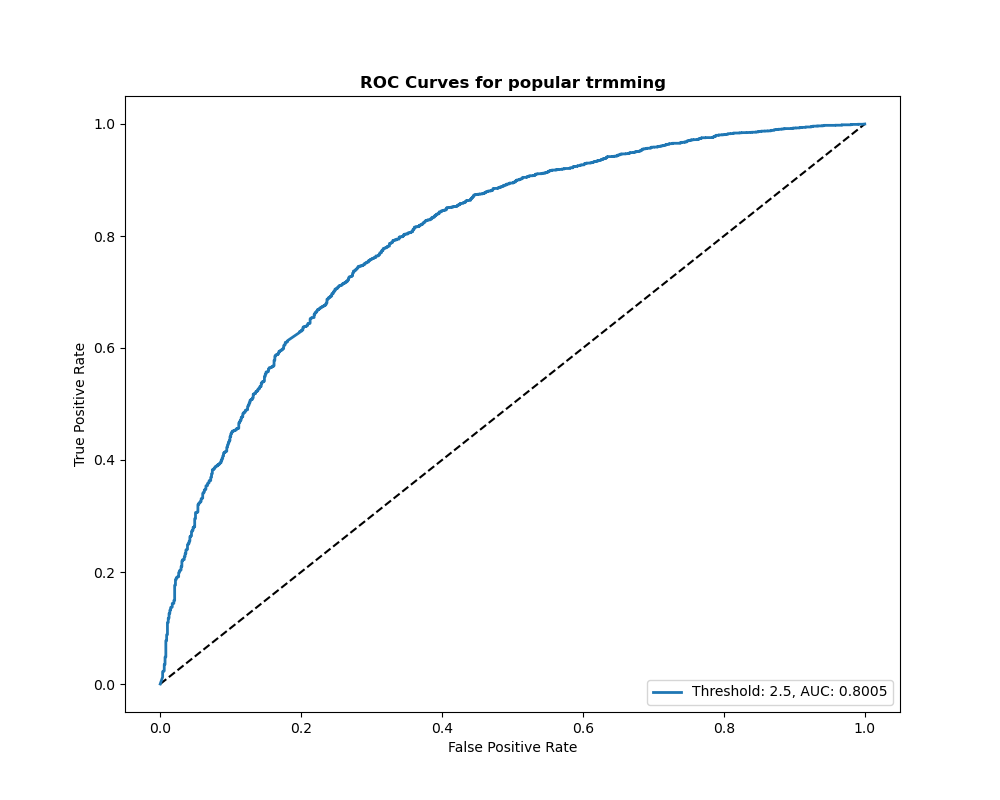 ROC Curves for popular trmming
1.0
0.8
0.6
0.4
0.2
0.0
True Positive Rate
Threshold: 2.5, AUC: 0.8005
0.0 0.2 0.4 0.6 0.8 1.0
False Positive Rate